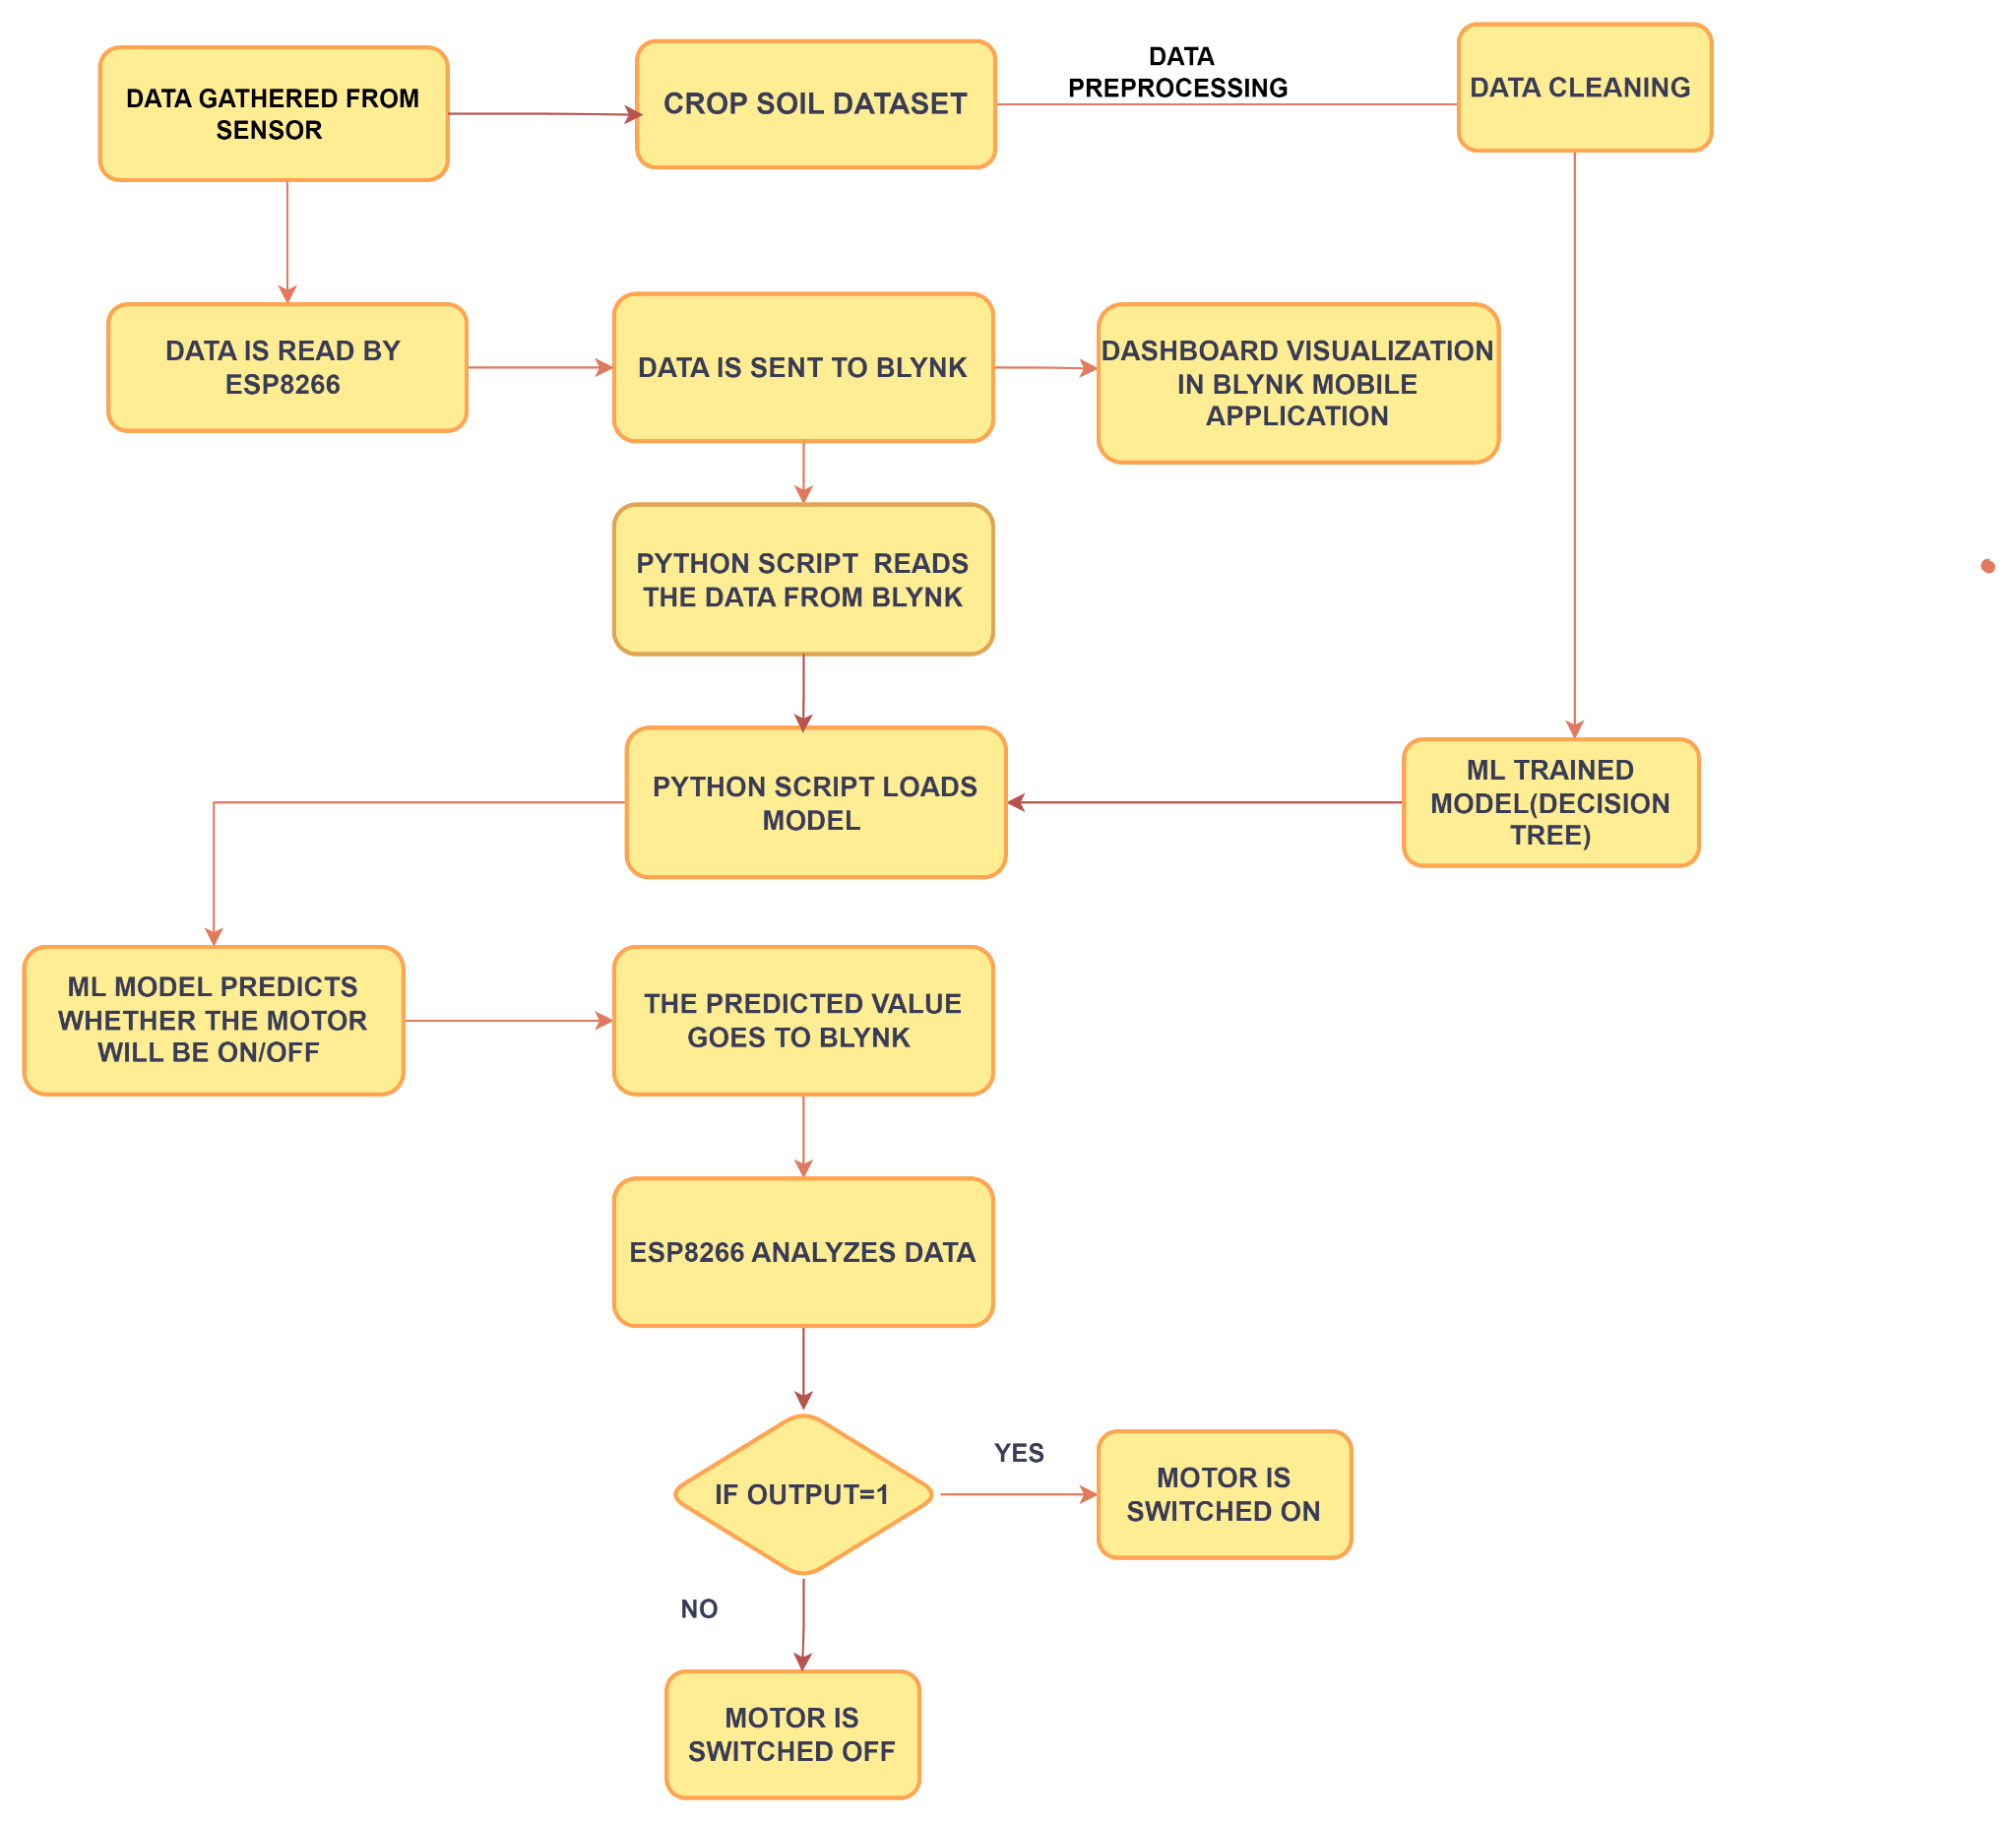 DATA GATHERED FROM
SENSOR
CROP SOIL DATASET
DATA
PREPROCESSING
DATA CLEANING
DATA IS READ BY
ESP8266
DATA IS SENT TO BLYNK
DASHBOARD VISUALIZATION
IN BLYNK MOBILE
APPLICATION
PYTHON SCRIPT  READS
THE DATA FROM BLYNK
PYTHON SCRIPT LOADS
MODEL
ML TRAINED
MODEL(DECISION
TREE)
ML MODEL PREDICTS
WHETHER THE MOTOR
WILL BE ON/OFF
THE PREDICTED VALUE
GOES TO BLYNK
ESP8266 ANALYZES DATA
IF OUTPUT=1
YES
MOTOR IS
SWITCHED ON
NO
MOTOR IS
SWITCHED OFF